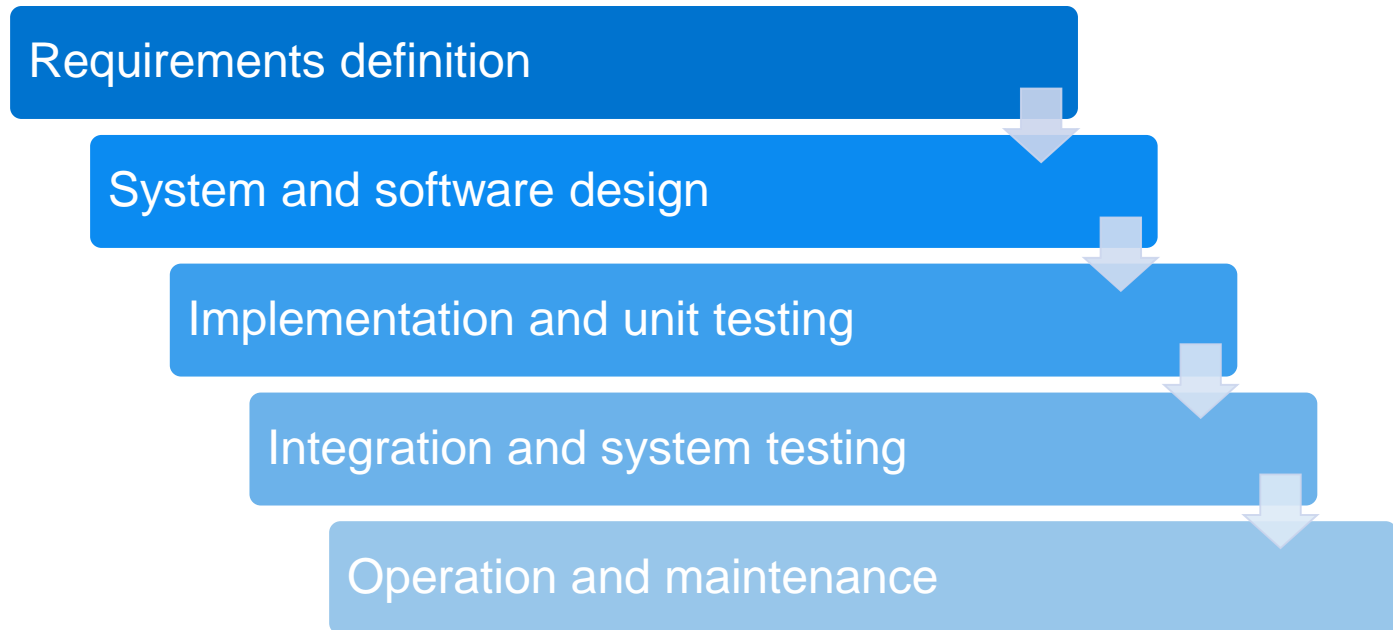 Requirements definition
System and software design
Implementation and unit testing
Integration and system testing
Operation and maintenance